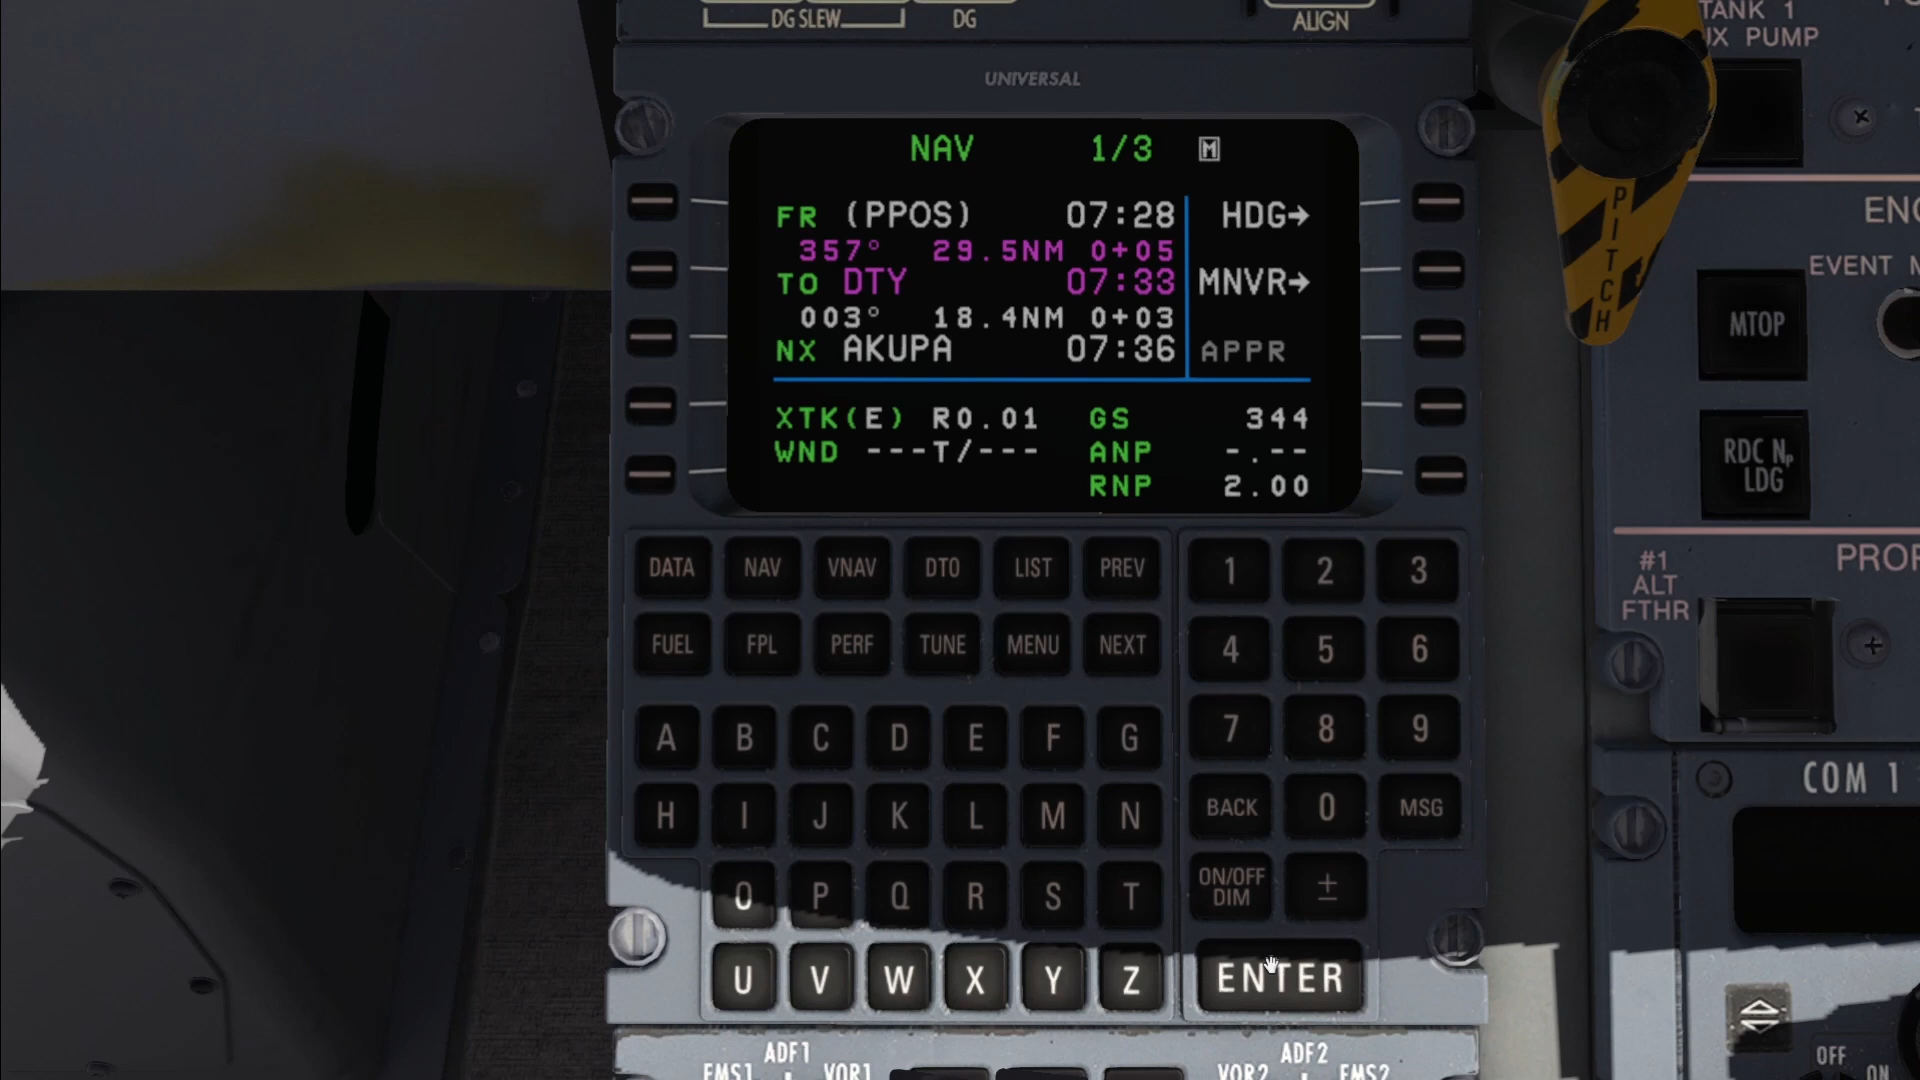 DG SLEW DG ALIGN
TANK 1
UX PUMP
UNIVERSAL
NAV 1/3 M
FR (PPOS) 07:28 HDG→
357° 29.5NM 0+05
TO DTY 07:33 MNVR→
003° 18.4NM 0+03
NX AKUPA 07:36 APPR
XTK(E) R0.01 GS 344
WND ---T/--- ANP -.--
RNP 2.00
PITCH
ENG
EVENT M
MTOP
RDC Np
LDG
#1
ALT
FTHR
PROP
DATA NAV VNAV DTO LIST PREV
FUEL FPL PERF TUNE MENU NEXT
1 2 3
4 5 6
7 8 9
BACK 0 MSG
ON/OFF
DIM
±
ENTER
A B C D E F G
H I J K L M N
O P Q R S T
U V W X Y Z
COM 1
OFF
ON
ADF1 ADF2
FMS1 VOR1 VOR2 FMS2